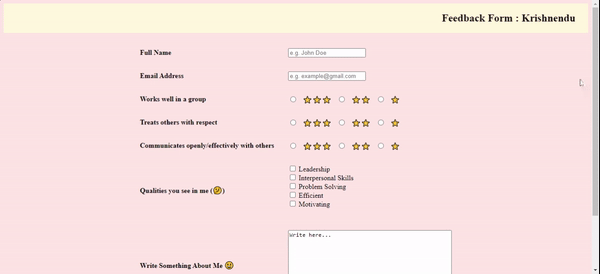 Feedback Form : Krishnendu
Full Name e.g. John Doe
Email Address e.g. example@gmail.com
Works well in a group
Treats others with respect
Communicates openly/effectively with others
Qualities you see in me (😕)
Leadership
Interpersonal Skills
Problem Solving
Efficient
Motivating
Write Something About Me 🙂
Write here...